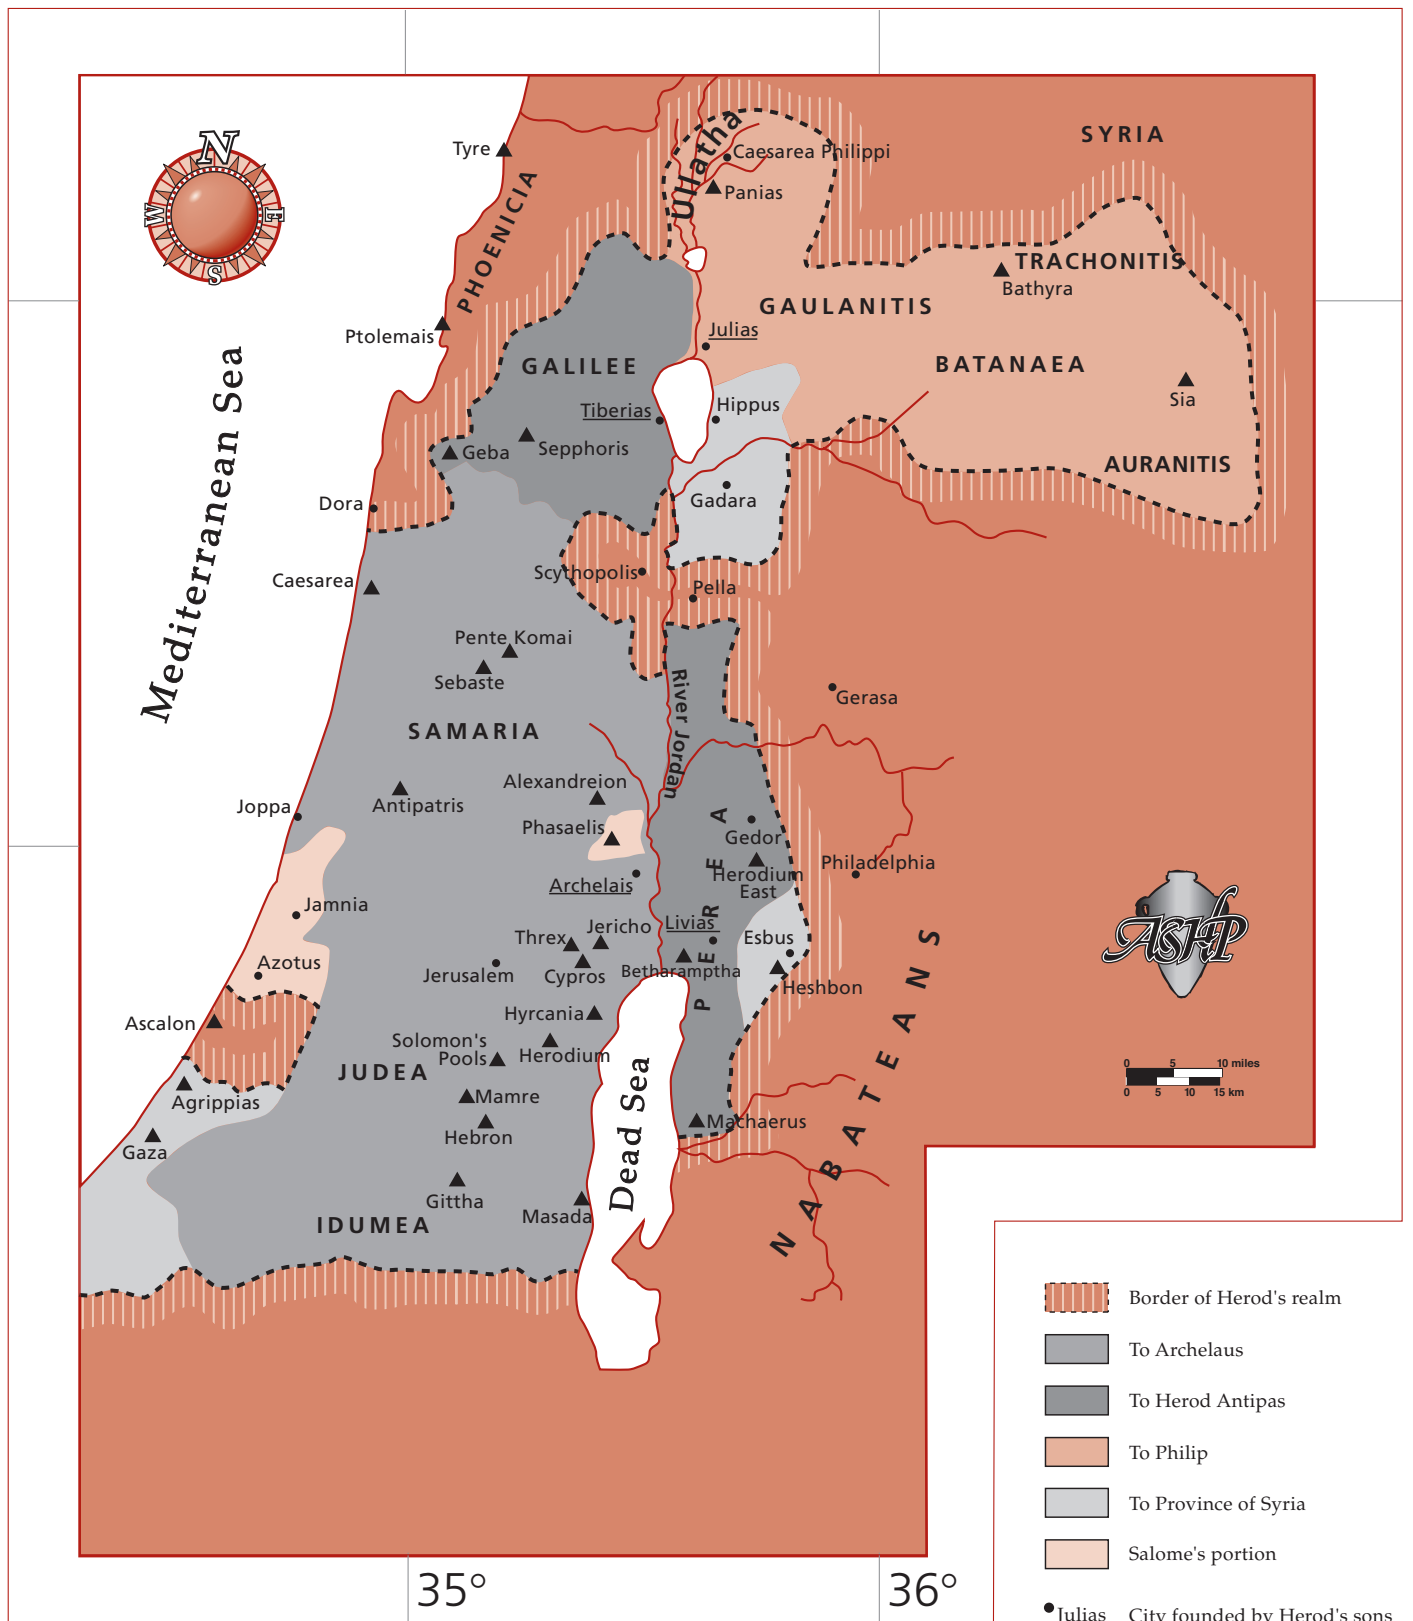 N
W
E
S
SYRIA
Tyre
Ullatha
Caesarea Philippi
Panias
PHOENICIA
TRACHONITIS
Bathyra
GAULANITIS
Ptolemais
Julias
GALILEE
BATANAEA
Sia
Tiberias
Hippus
Geba
Sepphoris
AURANITIS
Mediterranean Sea
Dora
Gadara
Caesarea
Scythopolis
Pella
Pente Komai
Sebaste
River Jordan
Gerasa
SAMARIA
Alexandreion
Antipatris
Joppa
Phasaelis
Gedor
Philadelphia
Herodium
East
Archelais
PEREA
Jamnia
Livias
Jericho
Threx
Esbus
Azotus
Jerusalem
Cypros
Betharamptha
Heshbon
ASHP
Ascalon
Hyrcania
Solomon's
Pools
Herodium
JUDEA
NABATEANS
0 5 10 miles
0 5 10 15 km
Agrippias
Mamre
Machaerus
Hebron
Gaza
Dead Sea
Gittha
IDUMEA
Masada
Border of Herod's realm
To Archelaus
To Herod Antipas
To Philip
To Province of Syria
Salome's portion
Julias City founded by Herod's sons
35°
36°